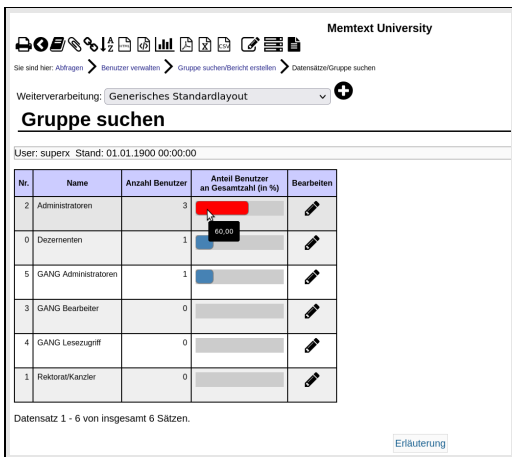 Memtext University
Sie sind hier: Abfragen Benutzer verwalten Gruppe suchen/Bericht erstellen Datensätze/Gruppe suchen
Weiterverarbeitung: Generisches Standardlayout
Gruppe suchen
User: superx Stand: 01.01.1900 00:00:00
Nr. Name Anzahl Benutzer Anteil Benutzer an Gesamtzahl (in %) Bearbeiten
2 Administratoren 3
60,00
0 Dezernenten 1
5 GANG Administratoren 1
3 GANG Bearbeiter 0
4 GANG Lesezugriff 0
1 Rektorat/Kanzler 0
Datensatz 1 - 6 von insgesamt 6 Sätzen.
Erläuterung